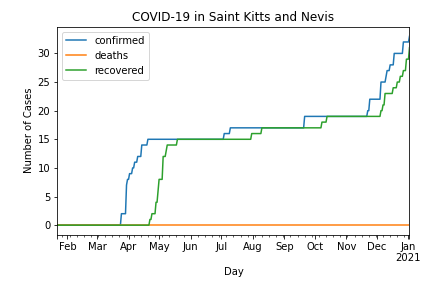 COVID-19 in Saint Kitts and Nevis
confirmed
deaths
recovered
Number of Cases
30
25
20
15
10
5
0
Feb Mar Apr May Jun Jul Aug Sep Oct Nov Dec Jan
2021
Day